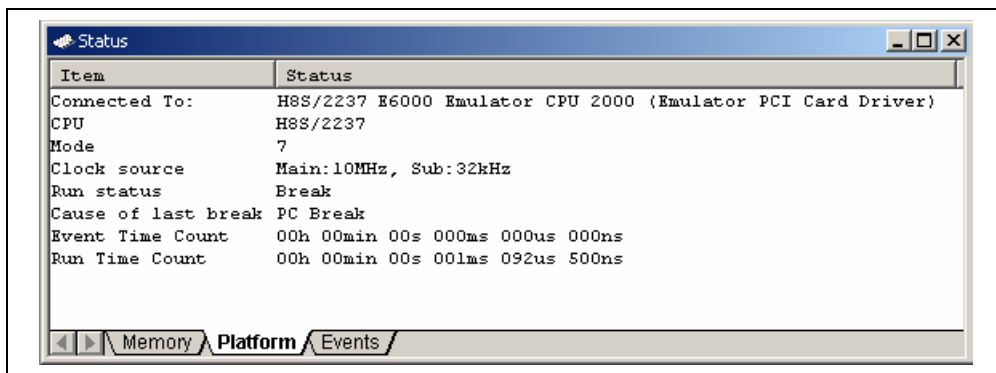 Status
Item Status
Connected To: H8S/2237 E6000 Emulator CPU 2000 (Emulator PCI Card Driver)
CPU H8S/2237
Mode 7
Clock source Main:10MHz, Sub:32kHz
Run status Break
Cause of last break PC Break
Event Time Count 00h 00min 00s 000ms 000us 000ns
Run Time Count 00h 00min 00s 001ms 092us 500ns
Memory Platform Events